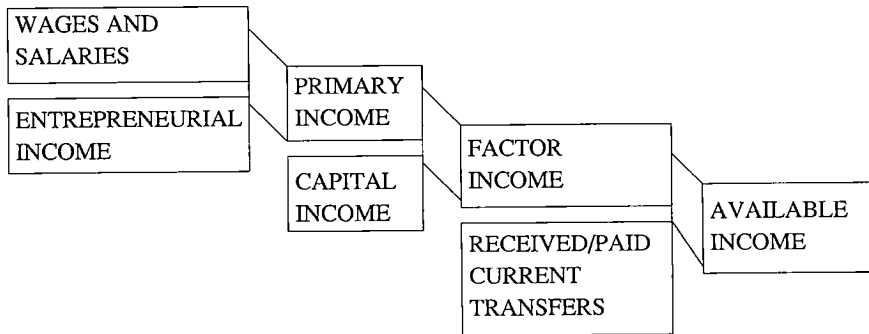 WAGES AND
SALARIES
ENTREPRENEURIAL
INCOME
PRIMARY
INCOME
CAPITAL
INCOME
FACTOR
INCOME
RECEIVED/PAID
CURRENT
TRANSFERS
AVAILABLE
INCOME